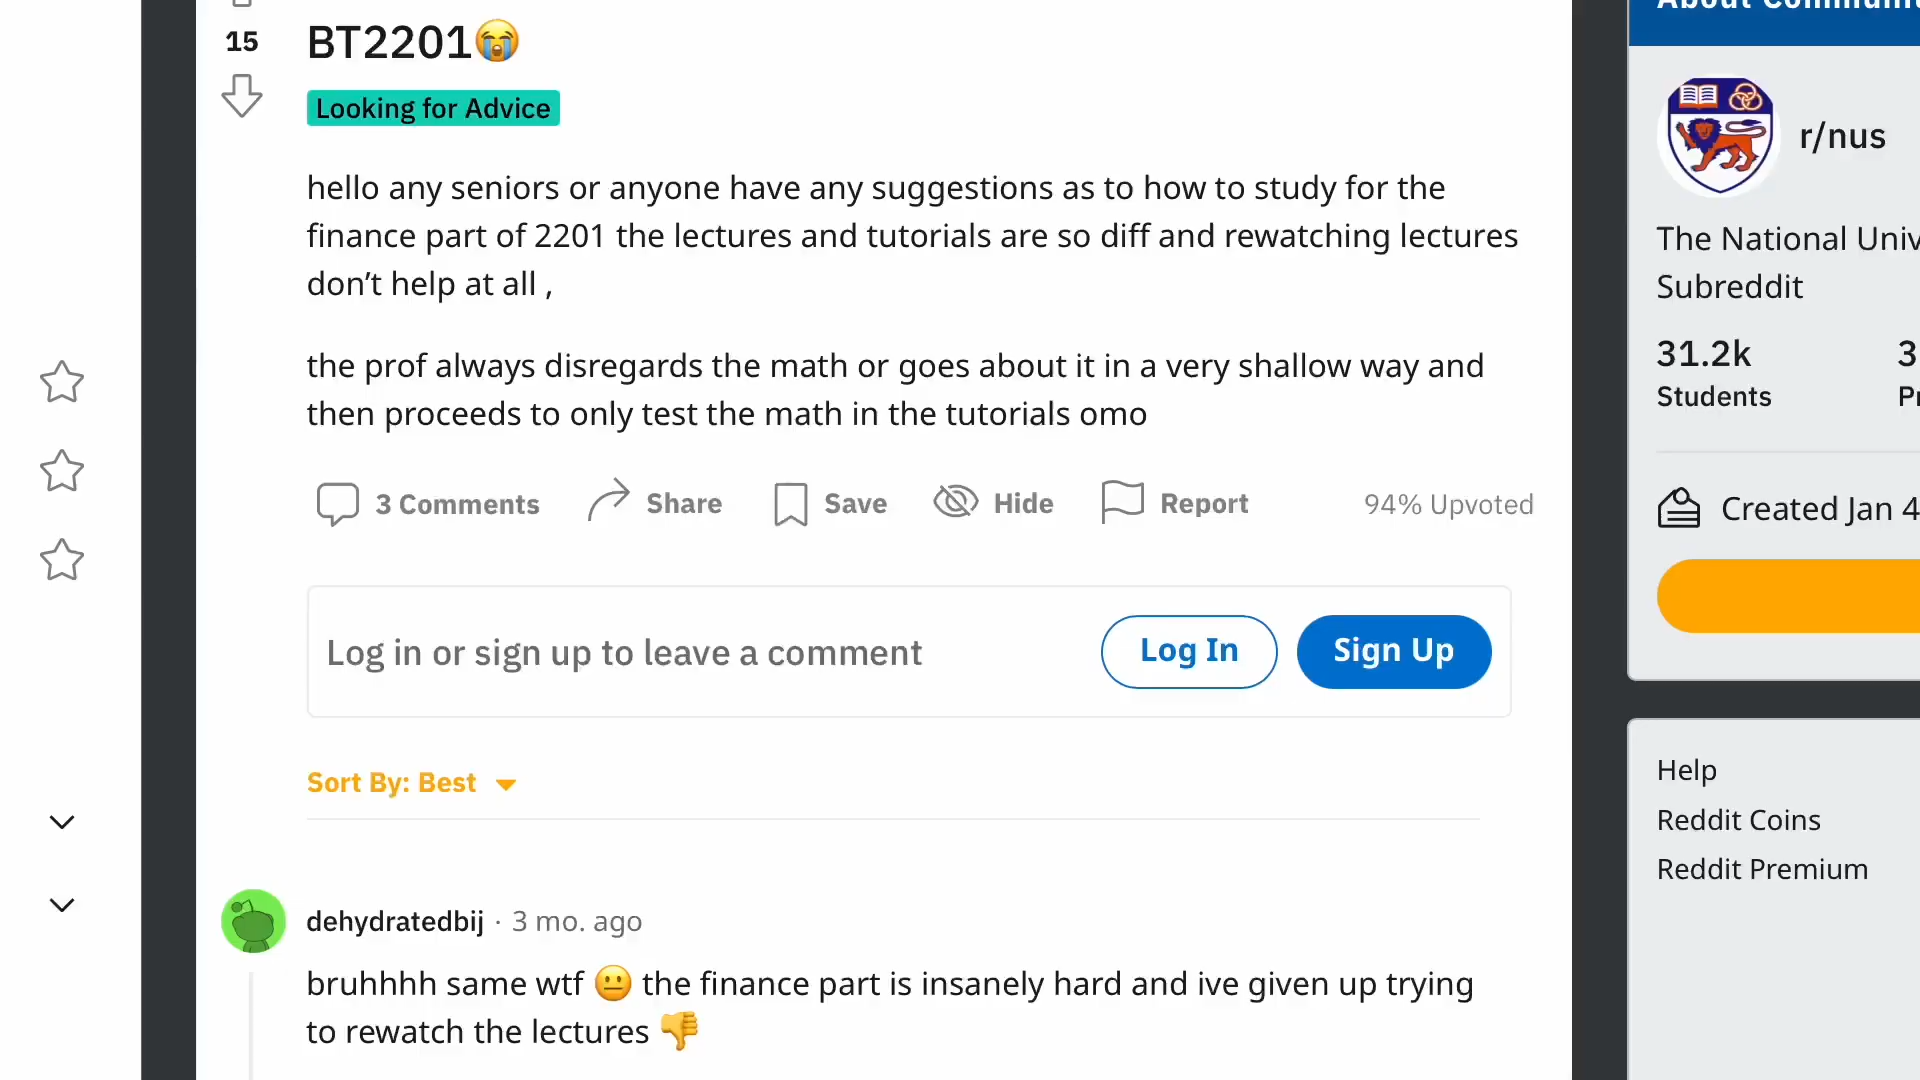 About Communi
15
BT2201😭
Looking for Advice
hello any seniors or anyone have any suggestions as to how to study for the
finance part of 2201 the lectures and tutorials are so diff and rewatching lectures
don’t help at all ,
the prof always disregards the math or goes about it in a very shallow way and
then proceeds to only test the math in the tutorials omo
3 Comments Share Save Hide Report 94% Upvoted
Log in or sign up to leave a comment Log In Sign Up
Sort By: Best
dehydratedbij · 3 mo. ago
bruhhhh same wtf 😐 the finance part is insanely hard and ive given up trying
to rewatch the lectures 👎
r/nus
The National Univ
Subreddit
31.2k 3
Students Pr
Created Jan 4
Help
Reddit Coins
Reddit Premium